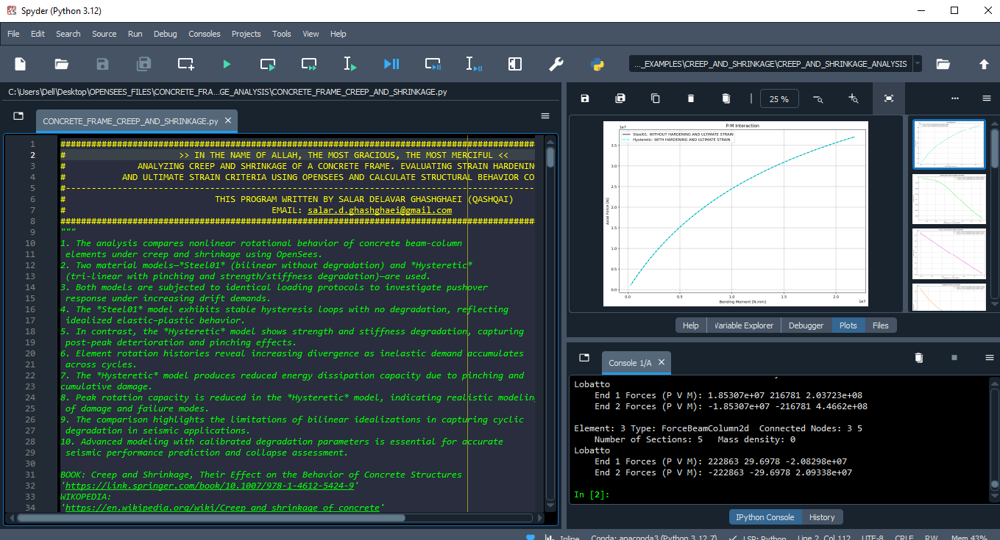 Spyder (Python 3.12)
File Edit Search Source Run Debug Consoles Projects Tools View Help
..._EXAMPLES\CREEP_AND_SHRINKAGE\CREEP_AND_SHRINKAGE_ANALYSIS
C:\Users\Dell\Desktop\OPENSEES_FILES\CONCRETE_FRA...GE_ANALYSIS\CONCRETE_FRAME_CREEP_AND_SHRINKAGE.py
CONCRETE_FRAME_CREEP_AND_SHRINKAGE.py
1 ####################################################################################
2 # >> IN THE NAME OF ALLAH, THE MOST GRACIOUS, THE MOST MERCIFUL <<
3 # ANALYZING CREEP AND SHRINKAGE OF A CONCRETE FRAME. EVALUATING STRAIN HARDENIN
4 # AND ULTIMATE STRAIN CRITERIA USING OPENSEES AND CALCULATE STRUCTURAL BEHAVIOR CO
5 #-----------------------------------------------------------------------------------
6 # THIS PROGRAM WRITTEN BY SALAR DELAVAR GHASHGHAEI (QASHQAI)
7 # EMAIL: salar.d.ghashghaei@gmail.com
8 ####################################################################################
9 """
10 1. The analysis compares nonlinear rotational behavior of concrete beam-column
11 elements under creep and shrinkage using OpenSees.
12 2. Two material models—*Steel01* (bilinear without degradation) and *Hysteretic*
13 (tri-linear with pinching and strength/stiffness degradation)—are used.
14 3. Both models are subjected to identical loading protocols to investigate pushover
15 response under increasing drift demands.
16 4. The *Steel01* model exhibits stable hysteresis loops with no degradation, reflecting
17 idealized elastic-plastic behavior.
18 5. In contrast, the *Hysteretic* model shows strength and stiffness degradation, capturing
19 post-peak deterioration and pinching effects.
20 6. Element rotation histories reveal increasing divergence as inelastic demand accumulates
21 across cycles.
22 7. The *Hysteretic* model produces reduced energy dissipation capacity due to pinching and
23 cumulative damage.
24 8. Peak rotation capacity is reduced in the *Hysteretic* model, indicating realistic modelin
25 of damage and failure modes.
26 9. The comparison highlights the limitations of bilinear idealizations in capturing cyclic
27 degradation in seismic applications.
28 10. Advanced modeling with calibrated degradation parameters is essential for accurate
29 seismic performance prediction and collapse assessment.
30
31 BOOK: Creep and Shrinkage, Their Effect on the Behavior of Concrete Structures
32 'https://link.springer.com/book/10.1007/978-1-4612-5424-9'
33 WIKOPEDIA:
34 'https://en.wikipedia.org/wiki/Creep_and_shrinkage_of_concrete'
25 %
P-M Interaction
1e7
Steel01: WITHOUT HARDENING AND ULTIMATE STRAIN
Hysteretic: WITH HARDENING AND ULTIMATE STRAIN
3.5
3.0
2.5
2.0
1.5
1.0
0.5
0.0
Axial Force [N]
0.0 0.5 1.0 1.5 2.0
Bending Moment [N.mm]
1e7
Help Variable Explorer Debugger Plots Files
Console 1/A
Lobatto
End 1 Forces (P V M): 1.85307e+07 216781 2.03723e+08
End 2 Forces (P V M): -1.85307e+07 -216781 4.4662e+08
Element: 3 Type: ForceBeamColumn2d Connected Nodes: 3 5
Number of Sections: 5 Mass density: 0
Lobatto
End 1 Forces (P V M): 222863 29.6978 -2.08298e+07
End 2 Forces (P V M): -222863 -29.6978 2.09338e+07
In [2]:
IPython Console History
Inline Conda: anaconda3 (Python 3.12.7) LSP: Python Line 2, Col 112 UTF-8 CRLF RW Mem 43%